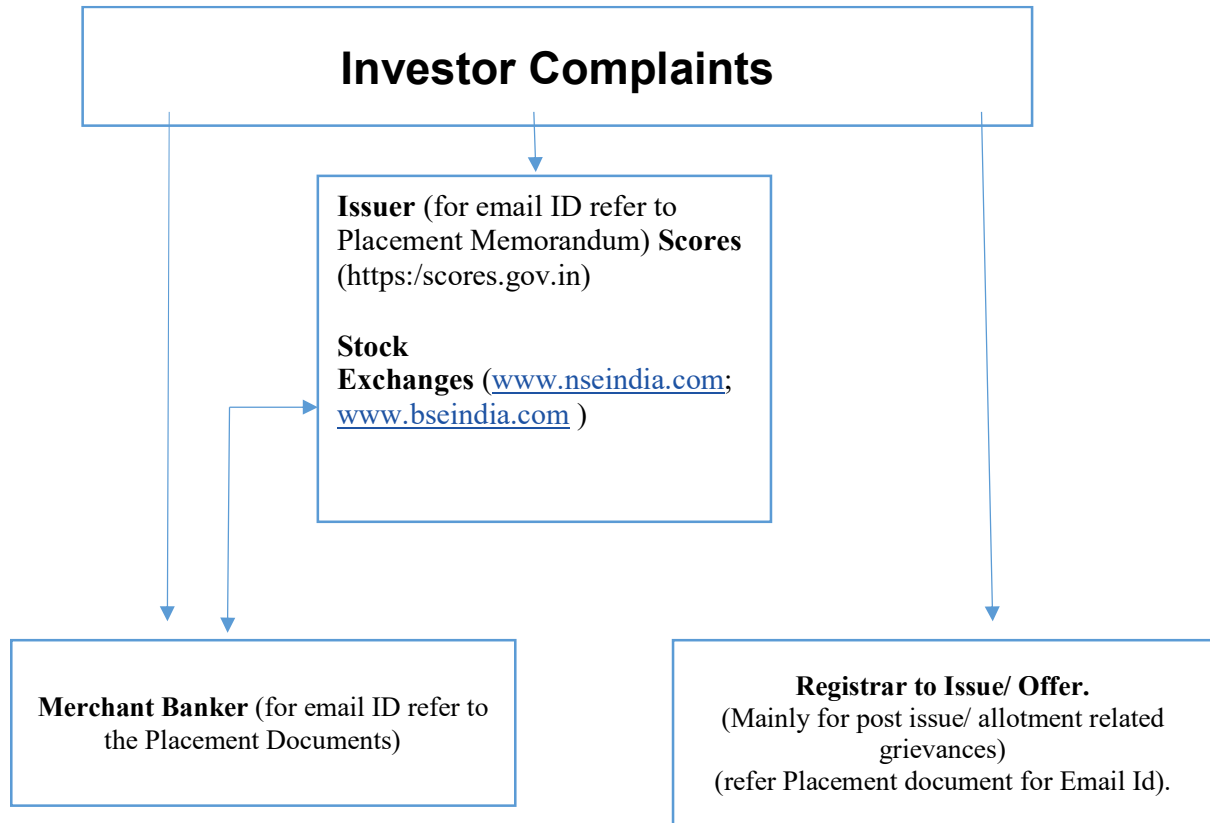 Investor Complaints
Issuer (for email ID refer to
Placement Memorandum) Scores
(https:/scores.gov.in)
Stock
Exchanges (www.nseindia.com;
www.bseindia.com )
Merchant Banker (for email ID refer to
the Placement Documents)
Registrar to Issue/ Offer.
(Mainly for post issue/ allotment related
grievances)
(refer Placement document for Email Id).